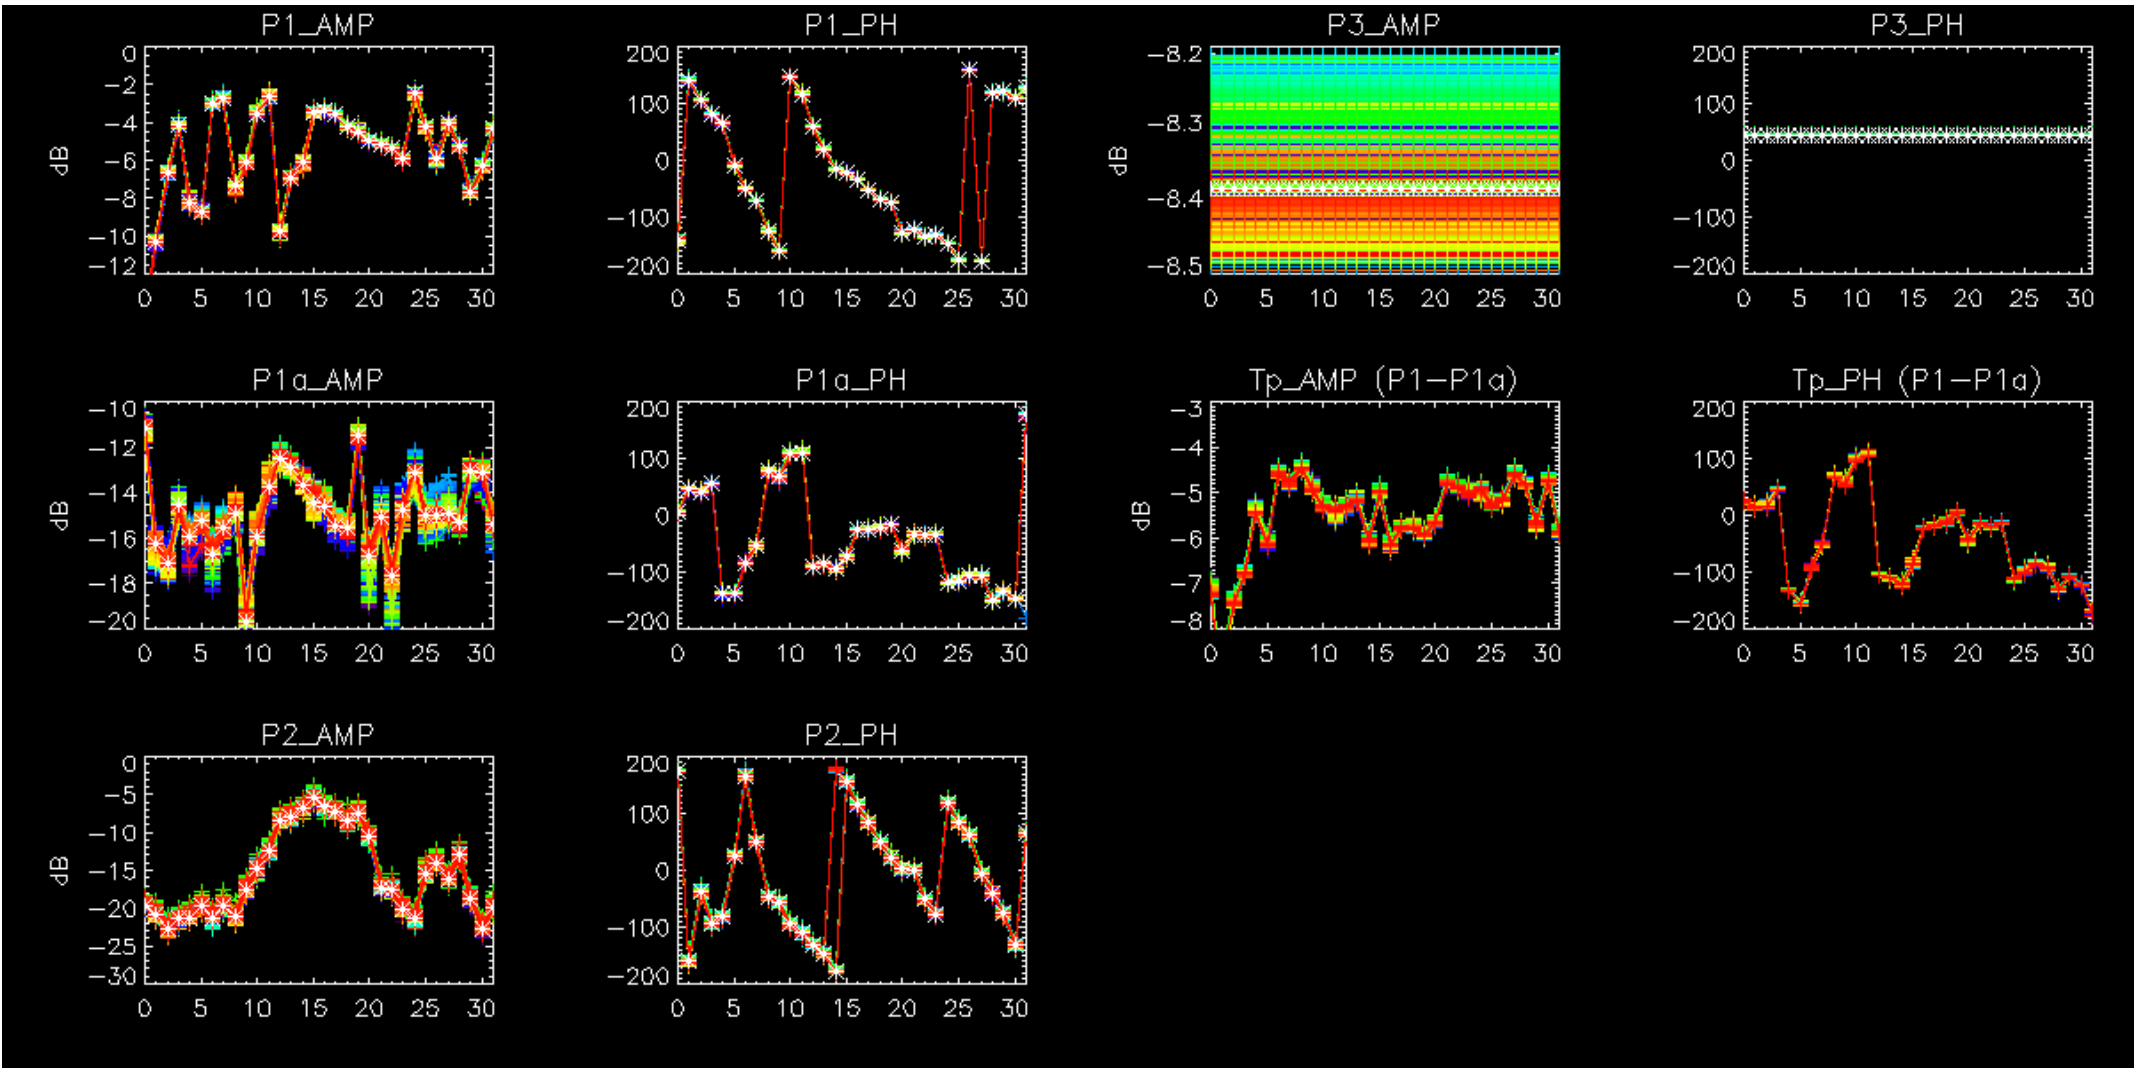 P1_AMP
0
−2
−4
−6
−8
−10
−12
dB
0 5 10 15 20 25 30
P1_PH
200
100
0
−100
−200
0 5 10 15 20 25 30
P3_AMP
−8.2
−8.3
−8.4
−8.5
dB
0 5 10 15 20 25 30
P3_PH
200
100
0
−100
−200
0 5 10 15 20 25 30
P1a_AMP
−10
−12
−14
−16
−18
−20
dB
0 5 10 15 20 25 30
P1a_PH
200
100
0
−100
−200
0 5 10 15 20 25 30
Tp_AMP (P1−P1a)
−3
−4
−5
−6
−7
−8
dB
0 5 10 15 20 25 30
Tp_PH (P1−P1a)
200
100
0
−100
−200
0 5 10 15 20 25 30
P2_AMP
0
−5
−10
−15
−20
−25
−30
dB
0 5 10 15 20 25 30
P2_PH
200
100
0
−100
−200
0 5 10 15 20 25 30